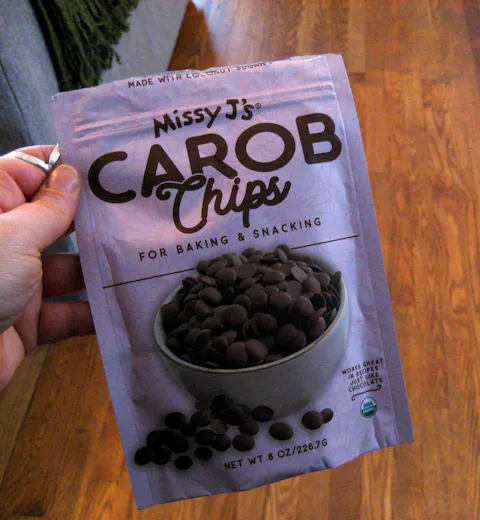 MADE WITH COCONUT SUGAR
Missy J's®
CAROB
Chips
FOR BAKING & SNACKING
WORKS GREAT
IN RECIPES
JUST LIKE
CHOCOLATE
NET WT 8 OZ/226.7G